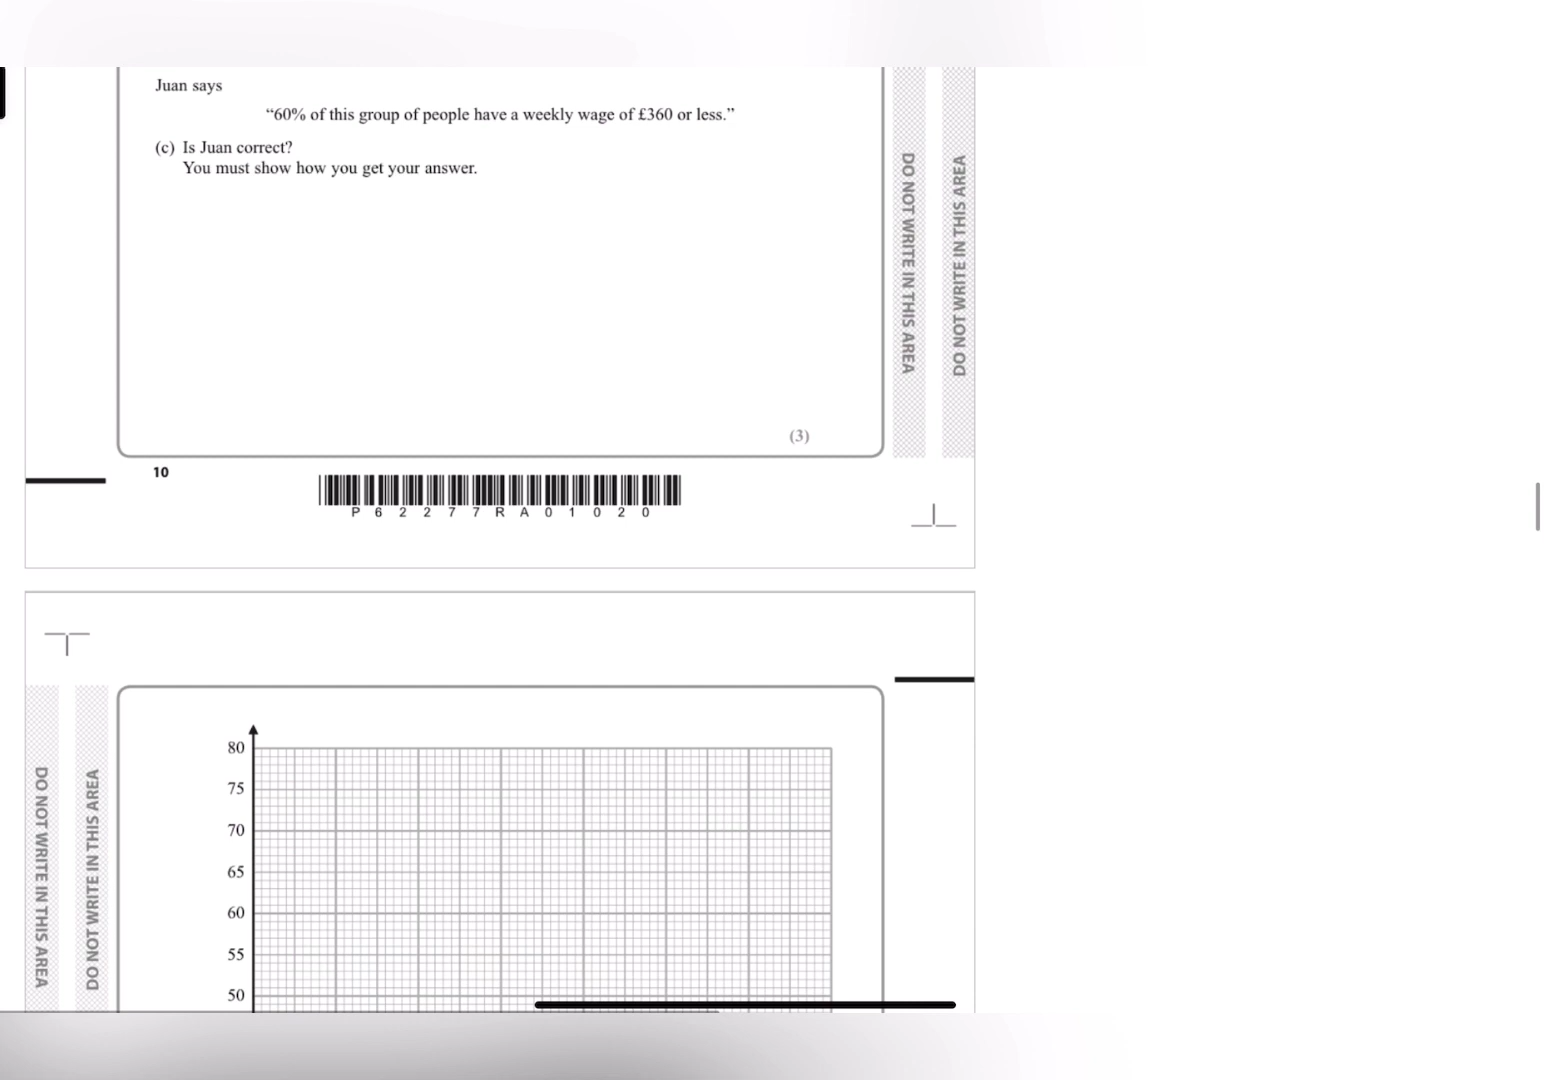 Juan says
“60% of this group of people have a weekly wage of £360 or less.”
(c) Is Juan correct?
You must show how you get your answer.
(3)
DO NOT WRITE IN THIS AREA
DO NOT WRITE IN THIS AREA
10
P 6 2 2 7 7 R A 0 1 0 2 0
DO NOT WRITE IN THIS AREA
DO NOT WRITE IN THIS AREA
80
75
70
65
60
55
50